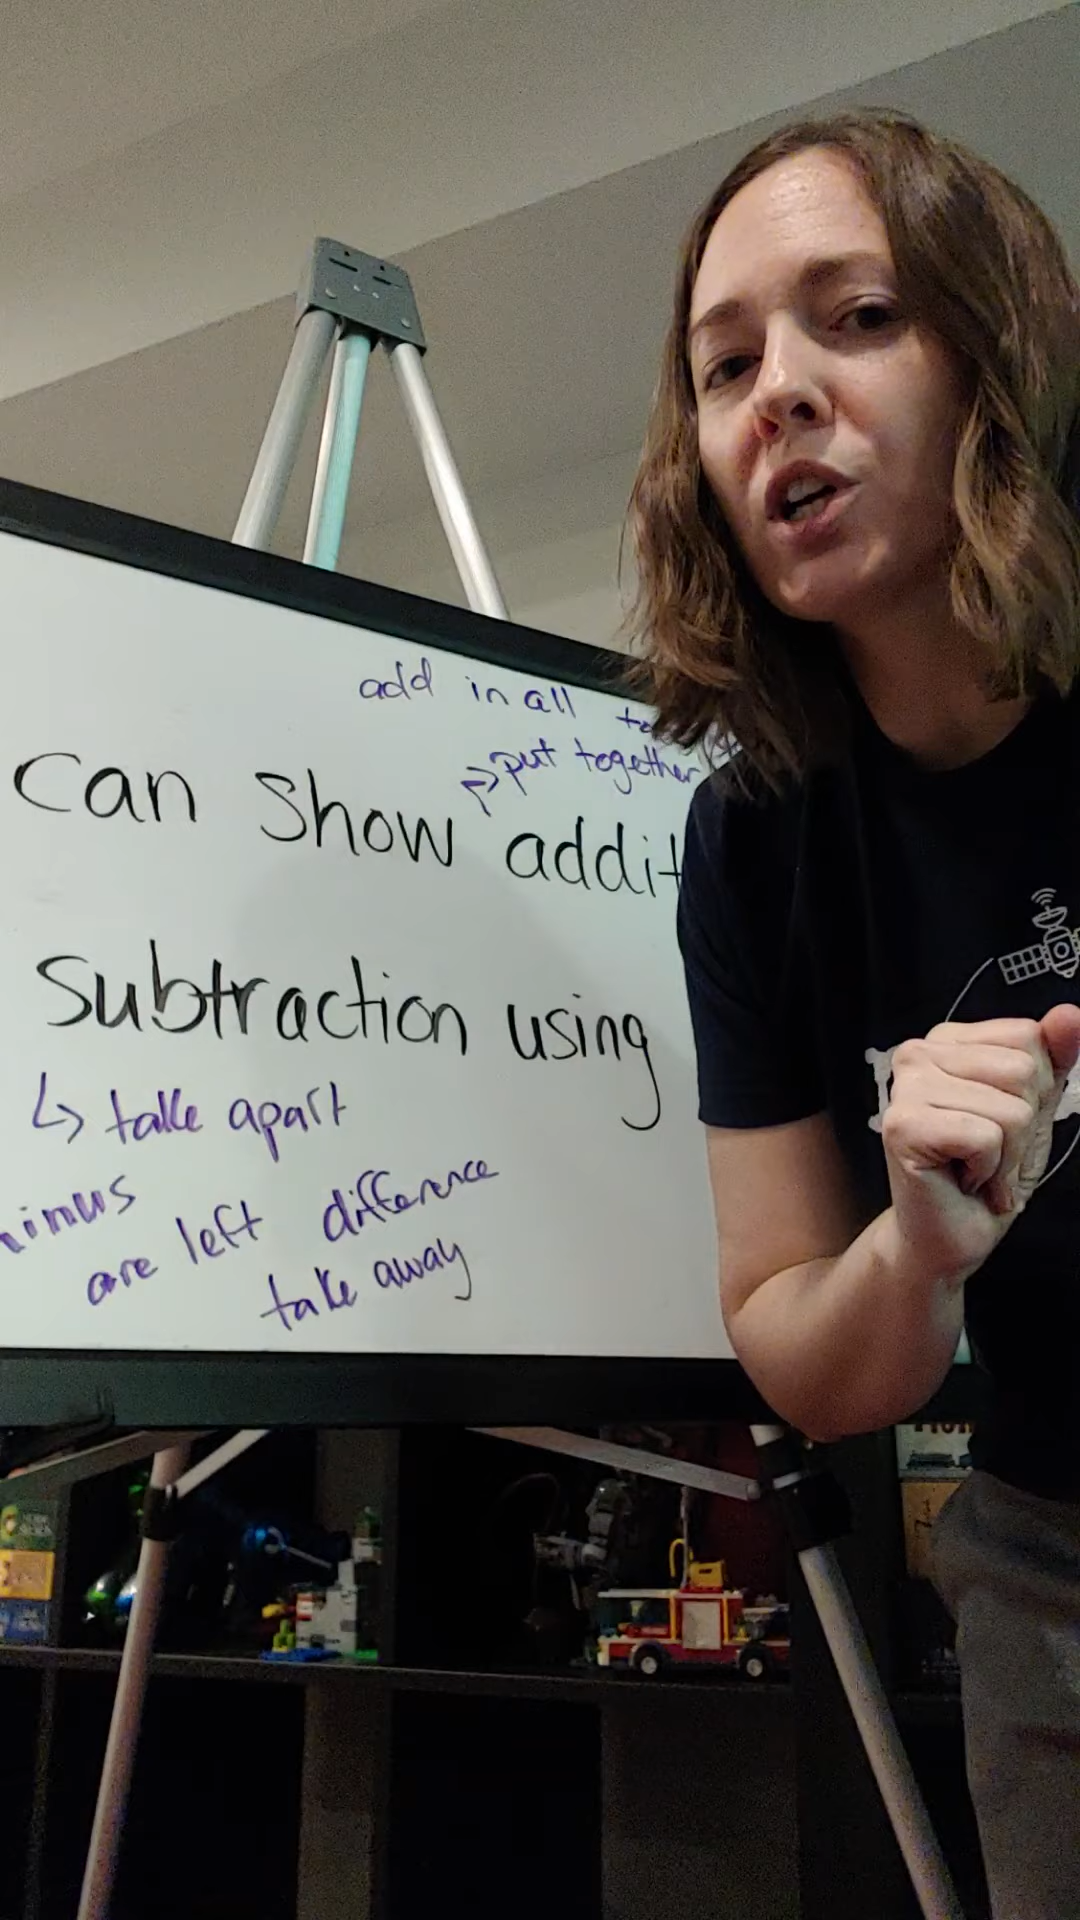 add in all
put together
can show addit
subtraction using
take apart
minus
are left difference
take away